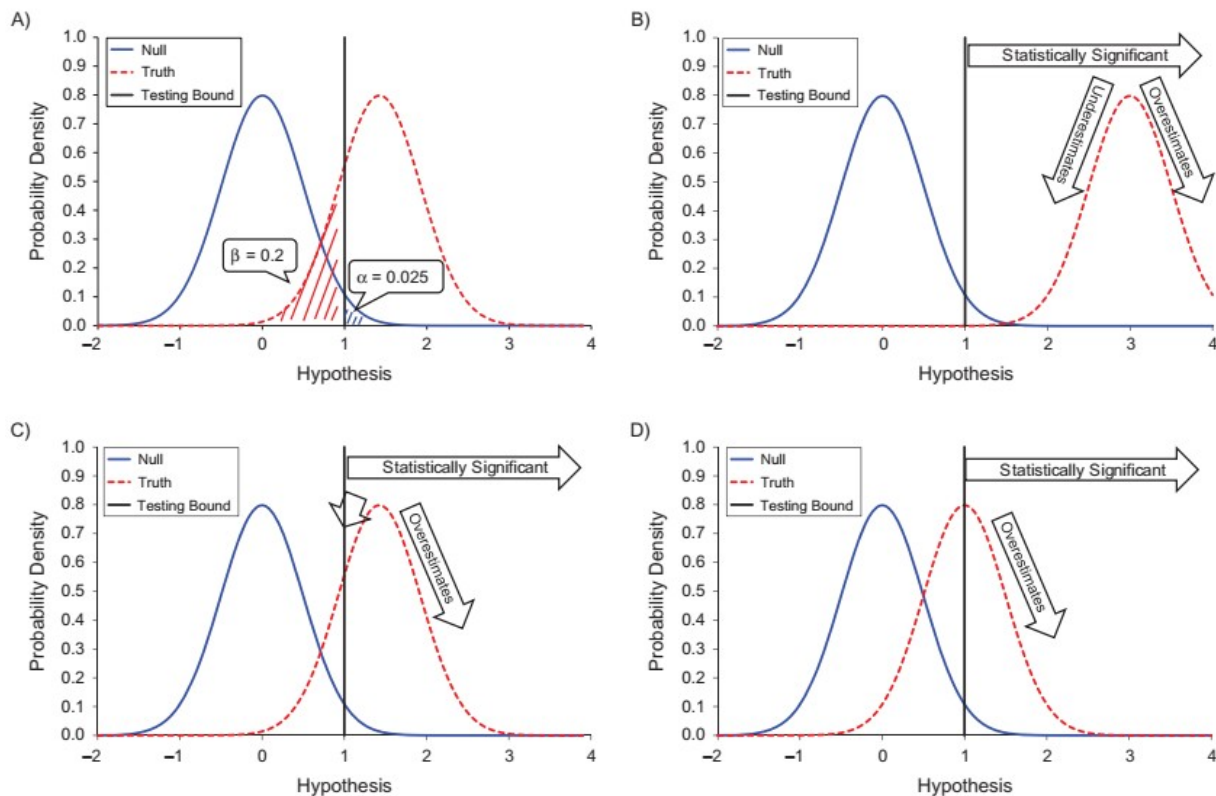 A)
1.0
0.9
0.8
0.7
0.6
0.5
0.4
0.3
0.2
0.1
0.0
Probability Density
Null
Truth
Testing Bound
β = 0.2
α = 0.025
−2
−1
0
1
2
3
4
Hypothesis
B)
1.0
0.9
0.8
0.7
0.6
0.5
0.4
0.3
0.2
0.1
0.0
Probability Density
Null
Truth
Testing Bound
Statistically Significant
Underestimates
Overestimates
−2
−1
0
1
2
3
4
Hypothesis
C)
1.0
0.9
0.8
0.7
0.6
0.5
0.4
0.3
0.2
0.1
0.0
Probability Density
Null
Truth
Testing Bound
Statistically Significant
Overestimates
−2
−1
0
1
2
3
4
Hypothesis
D)
1.0
0.9
0.8
0.7
0.6
0.5
0.4
0.3
0.2
0.1
0.0
Probability Density
Null
Truth
Testing Bound
Statistically Significant
Overestimates
−2
−1
0
1
2
3
4
Hypothesis